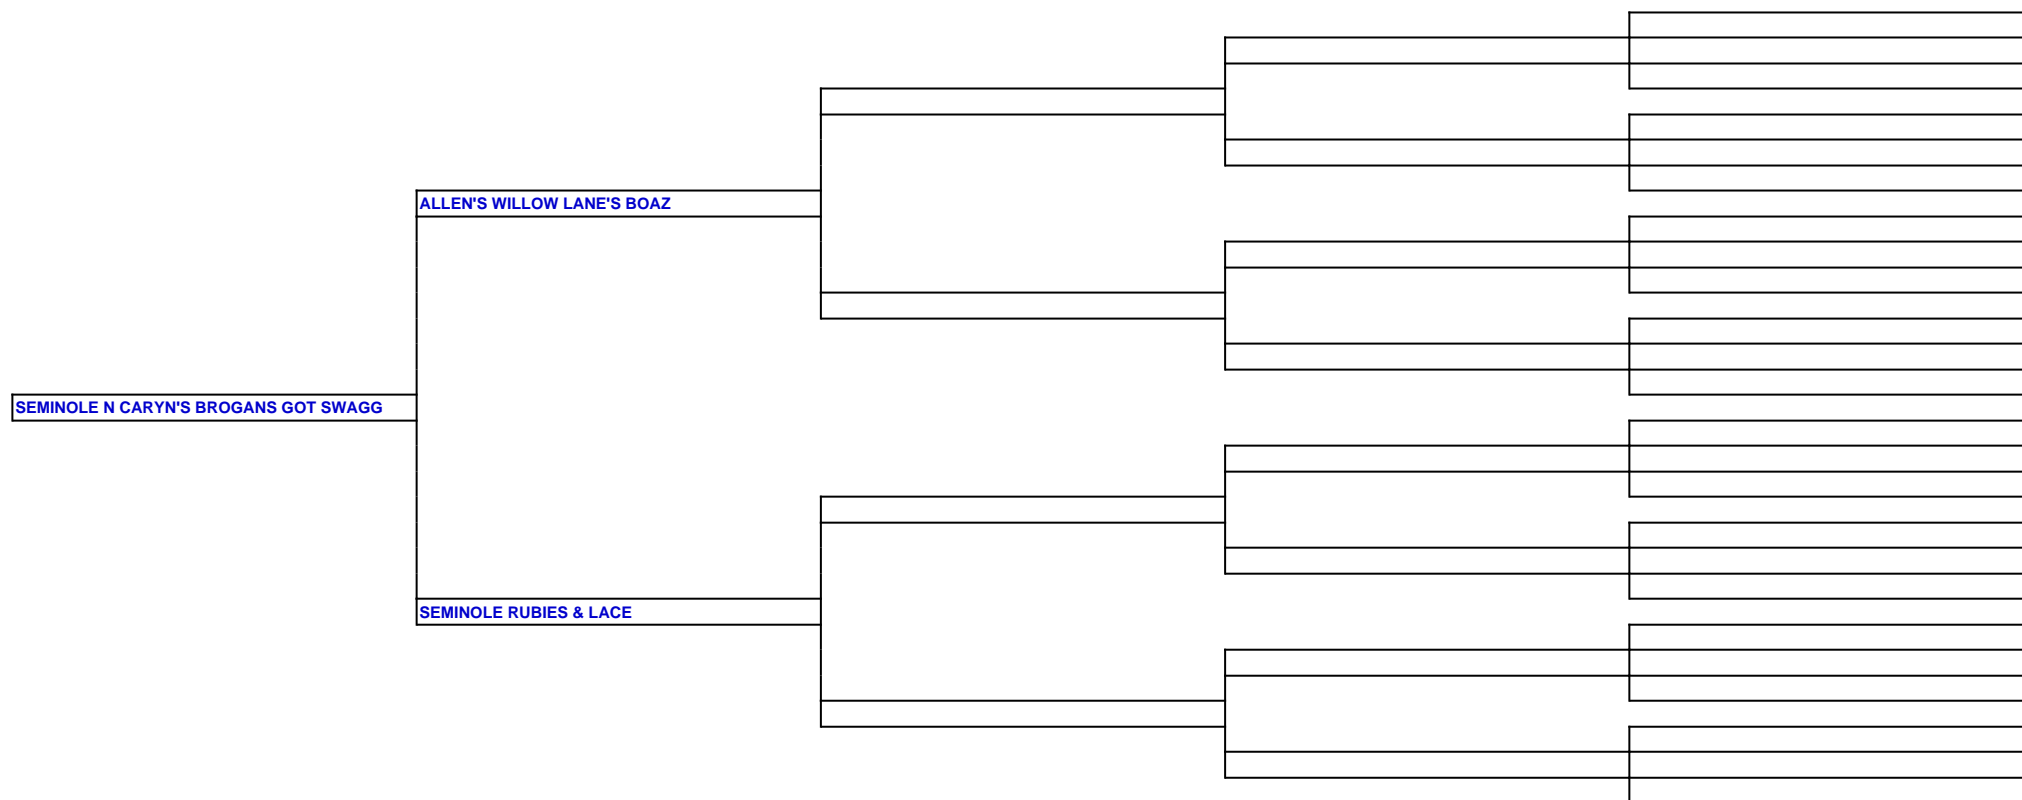 ALLEN'S WILLOW LANE'S BOAZ
SEMINOLE N CARYN'S BROGANS GOT SWAGG
SEMINOLE RUBIES & LACE